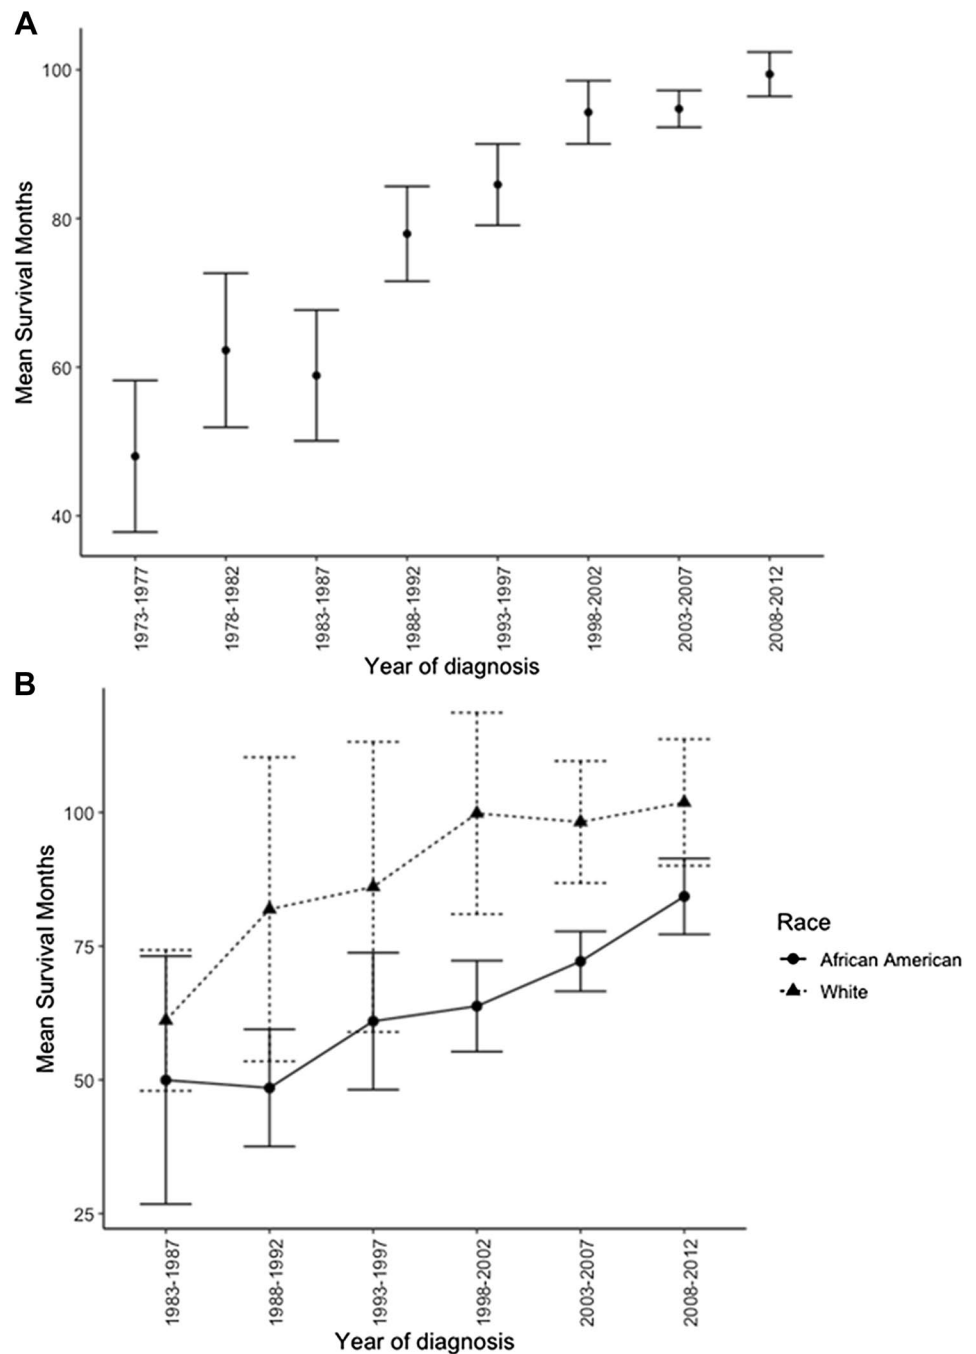 A
Mean Survival Months
100
80
60
40
1973-1977
1978-1982
1983-1987
1988-1992
1993-1997
1998-2002
2003-2007
2008-2012
Year of diagnosis
B
Mean Survival Months
100
75
50
25
Race
African American
White
1983-1987
1988-1992
1993-1997
1998-2002
2003-2007
2008-2012
Year of diagnosis